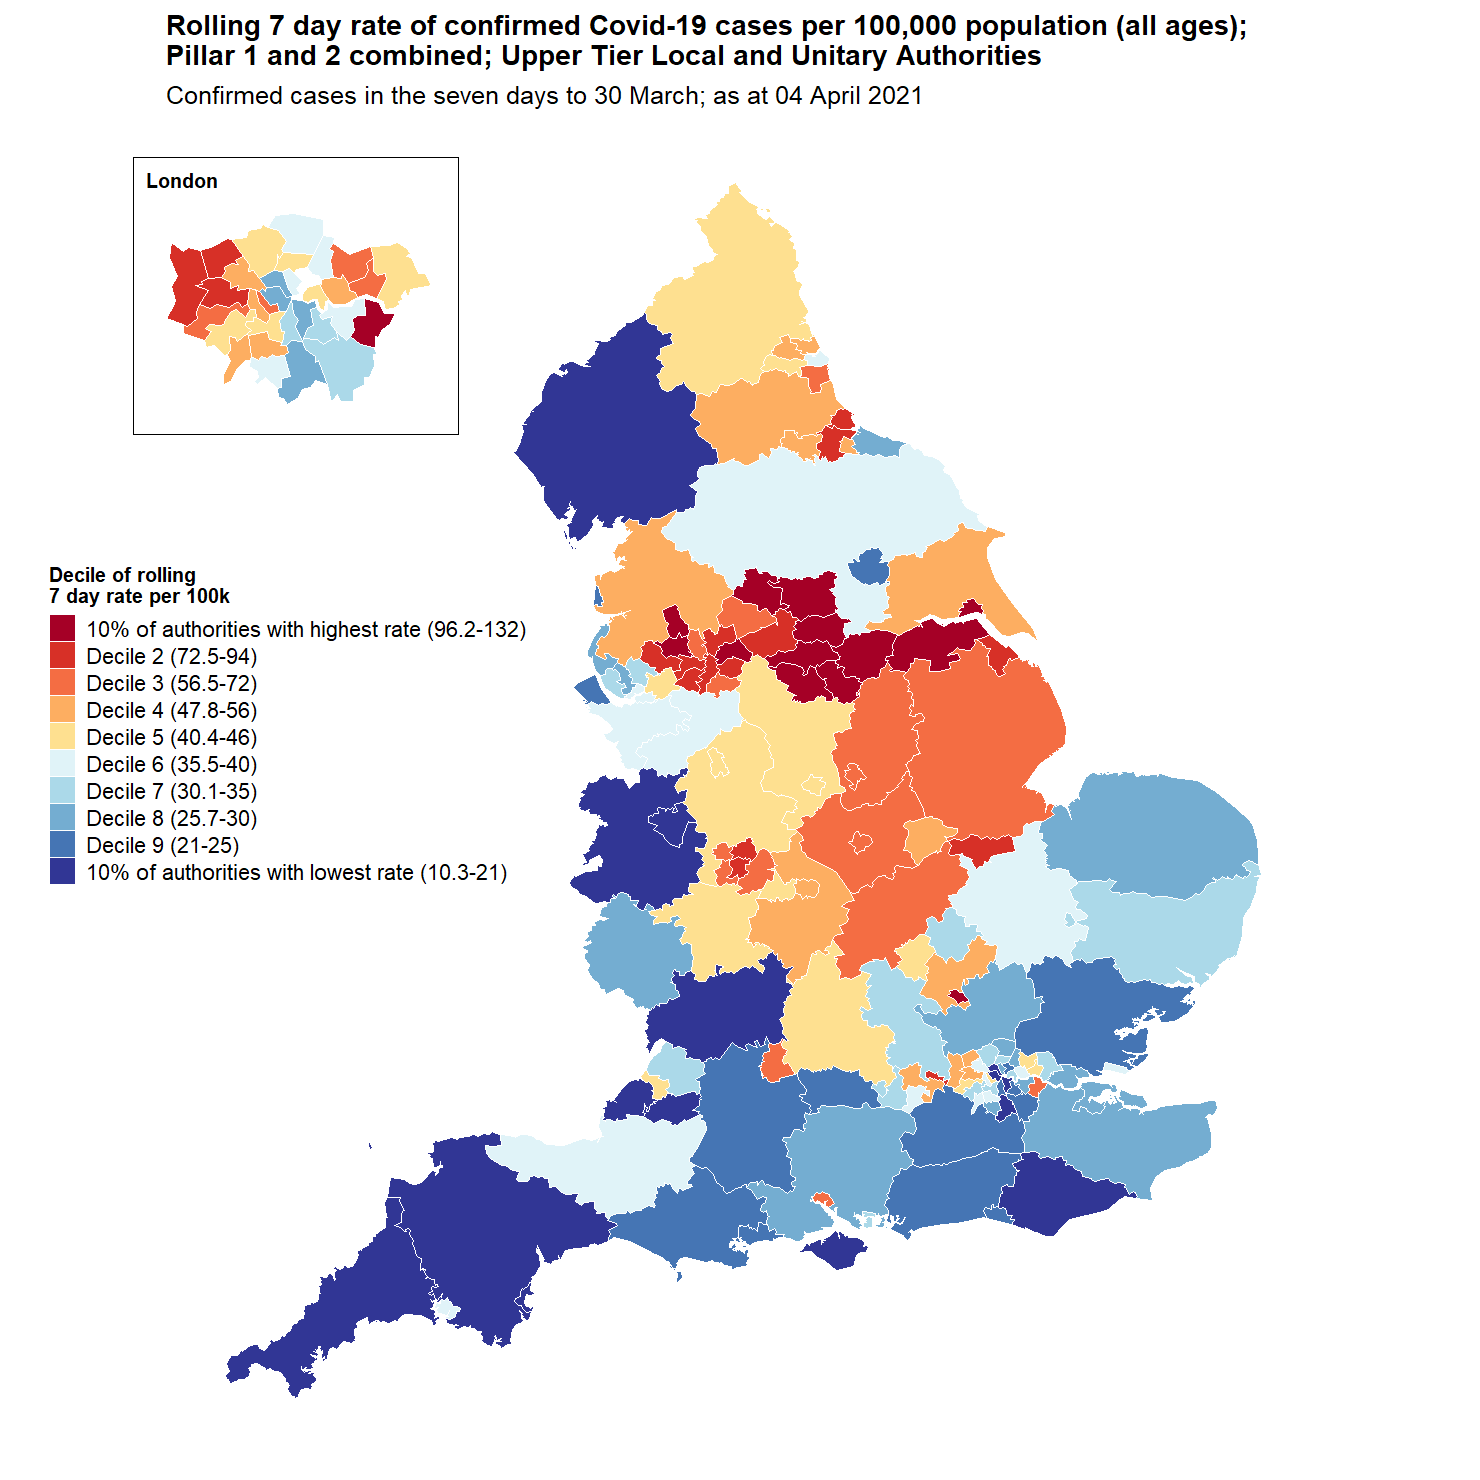 Rolling 7 day rate of confirmed Covid-19 cases per 100,000 population (all ages);
Pillar 1 and 2 combined; Upper Tier Local and Unitary Authorities
Confirmed cases in the seven days to 30 March; as at 04 April 2021
London
Decile of rolling
7 day rate per 100k
10% of authorities with highest rate (96.2-132)
Decile 2 (72.5-94)
Decile 3 (56.5-72)
Decile 4 (47.8-56)
Decile 5 (40.4-46)
Decile 6 (35.5-40)
Decile 7 (30.1-35)
Decile 8 (25.7-30)
Decile 9 (21-25)
10% of authorities with lowest rate (10.3-21)